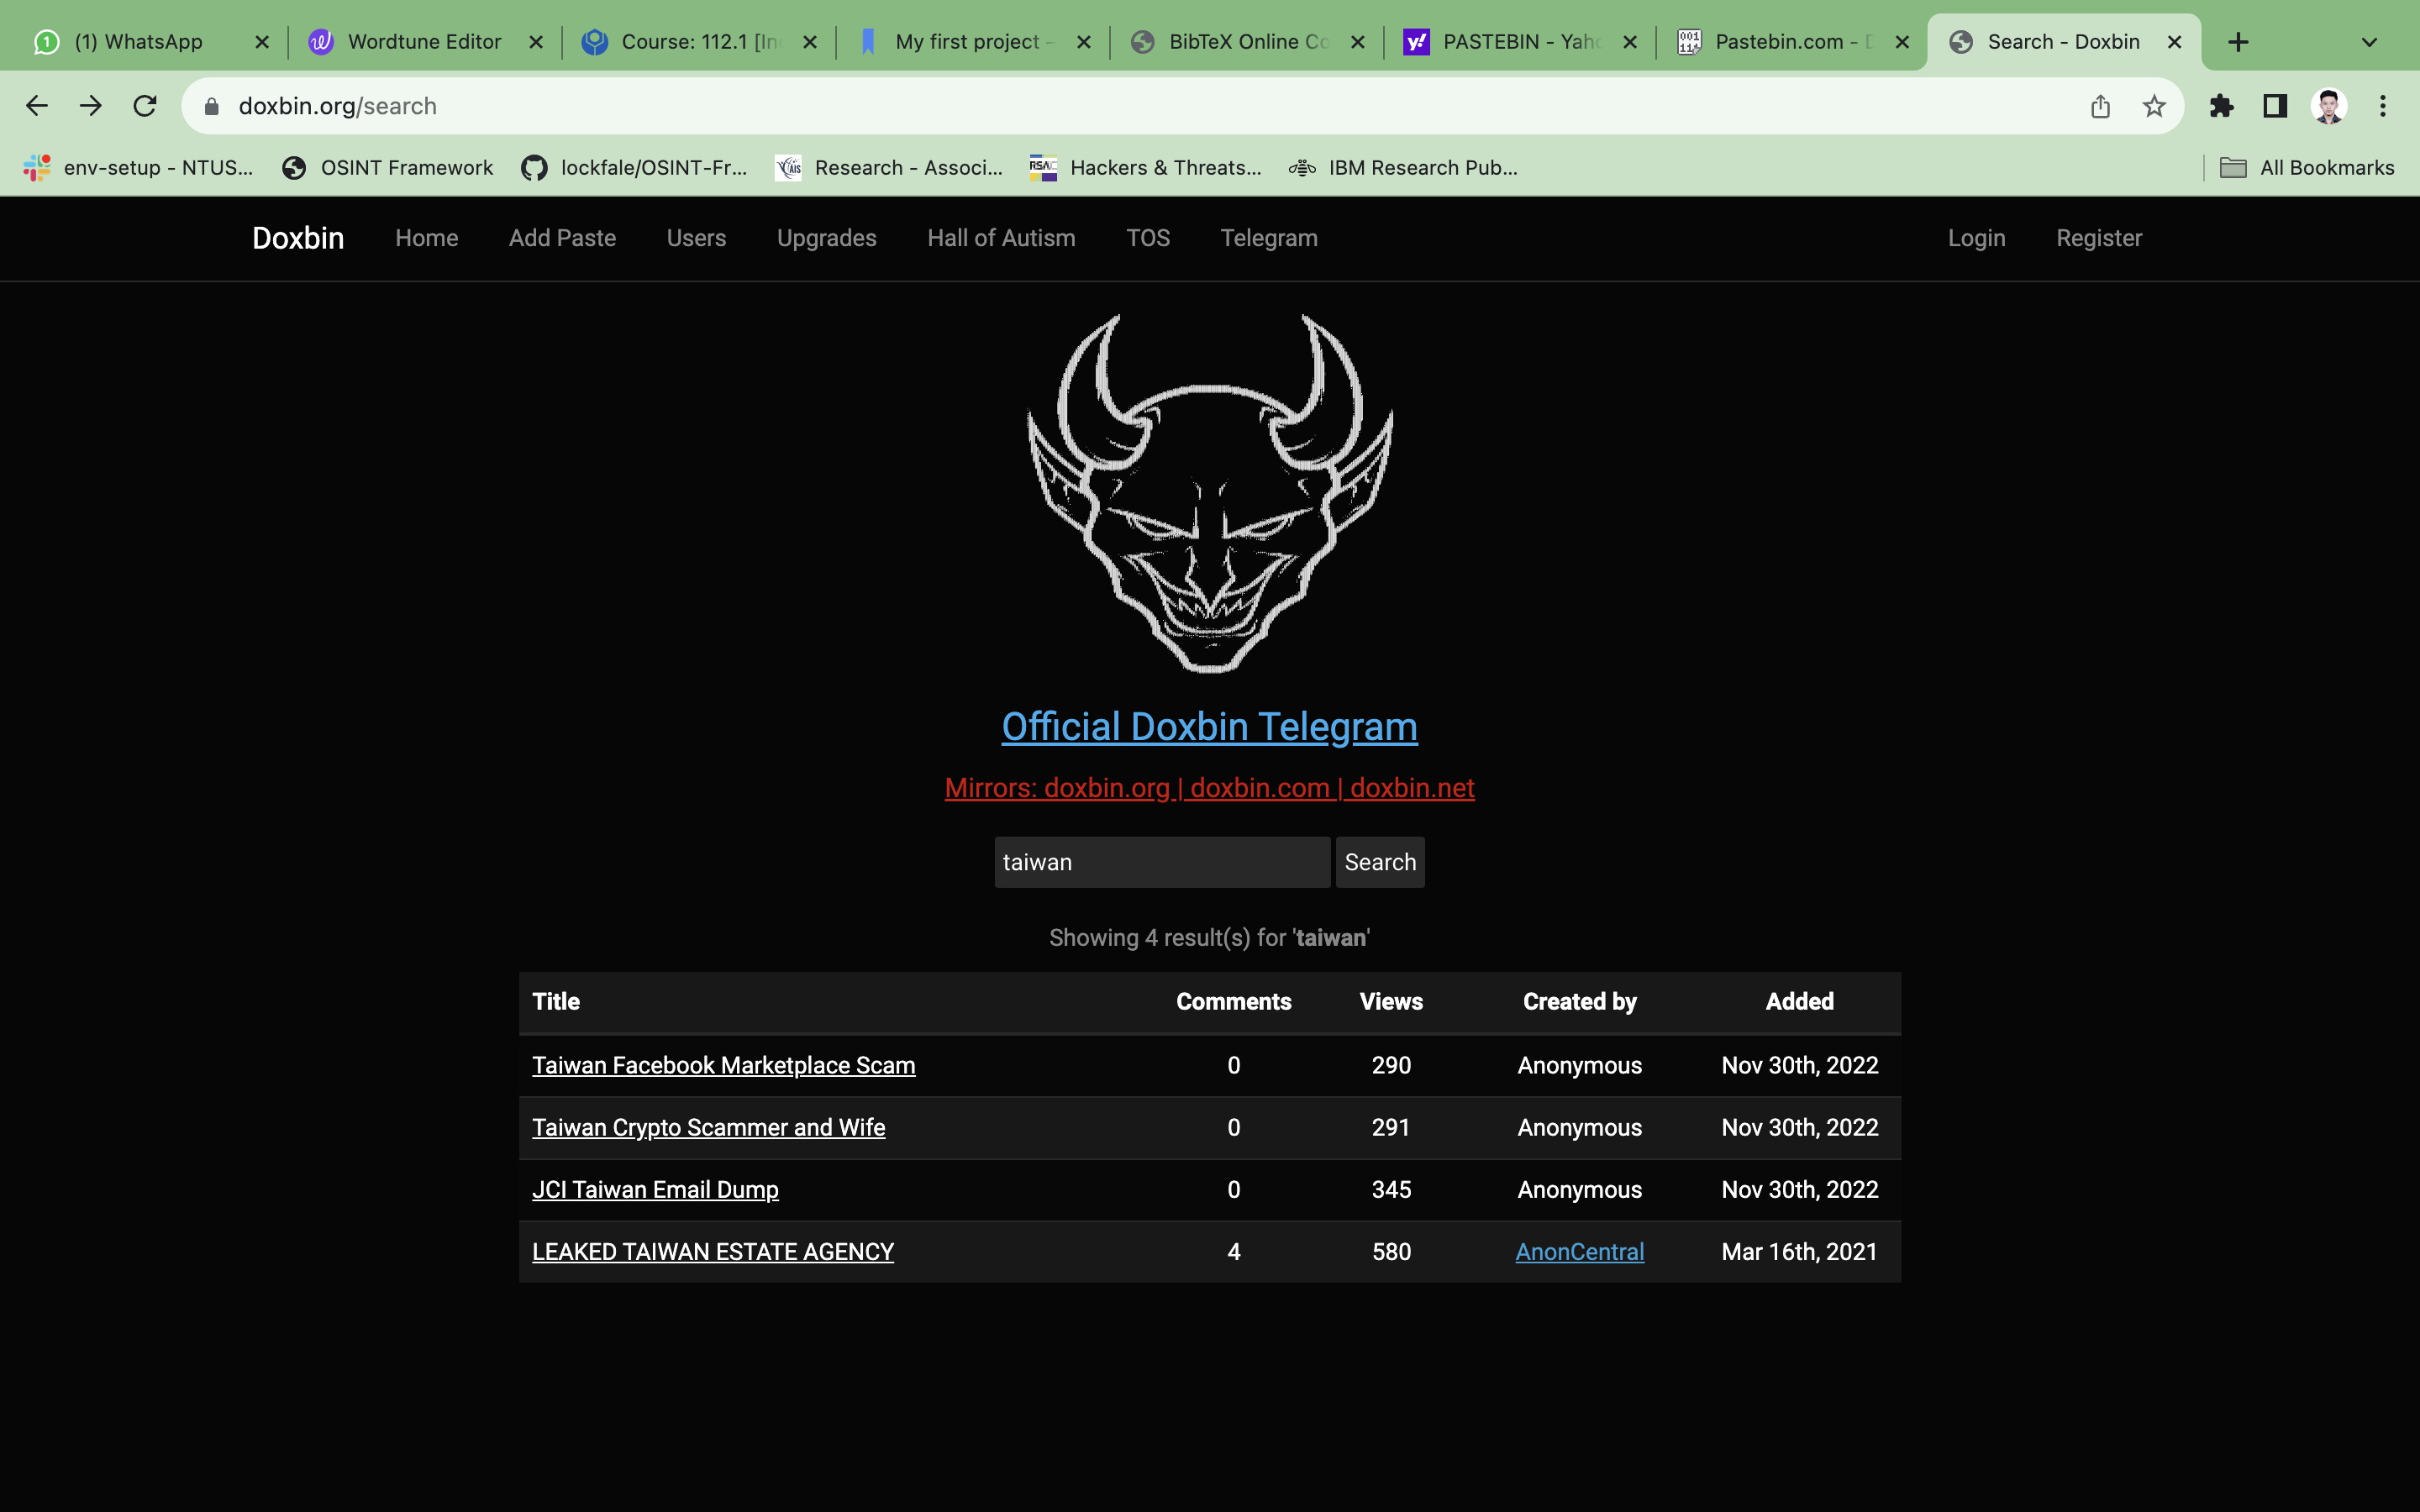 1 (1) WhatsApp Wordtune Editor Course: 112.1 [In My first project - BibTeX Online Co y! PASTEBIN - Yaho 001 Pastebin.com - D Search - Doxbin
doxbin.org/search
env-setup - NTUS... OSINT Framework lockfale/OSINT-Fr... AIS Research - Associ... RSAC Hackers & Threats... IBM Research Pub... All Bookmarks
Doxbin Home Add Paste Users Upgrades Hall of Autism TOS Telegram Login Register
Official Doxbin Telegram
Mirrors: doxbin.org | doxbin.com | doxbin.net
taiwan Search
Showing 4 result(s) for 'taiwan'
Title Comments Views Created by Added
Taiwan Facebook Marketplace Scam 0 290 Anonymous Nov 30th, 2022
Taiwan Crypto Scammer and Wife 0 291 Anonymous Nov 30th, 2022
JCI Taiwan Email Dump 0 345 Anonymous Nov 30th, 2022
LEAKED TAIWAN ESTATE AGENCY 4 580 AnonCentral Mar 16th, 2021